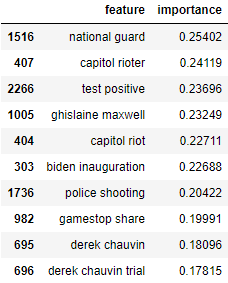 feature importance
1516 national guard 0.25402
407 capitol rioter 0.24119
2266 test positive 0.23696
1005 ghislaine maxwell 0.23249
404 capitol riot 0.22711
303 biden inauguration 0.22688
1736 police shooting 0.20422
982 gamestop share 0.19991
695 derek chauvin 0.18096
696 derek chauvin trial 0.17815